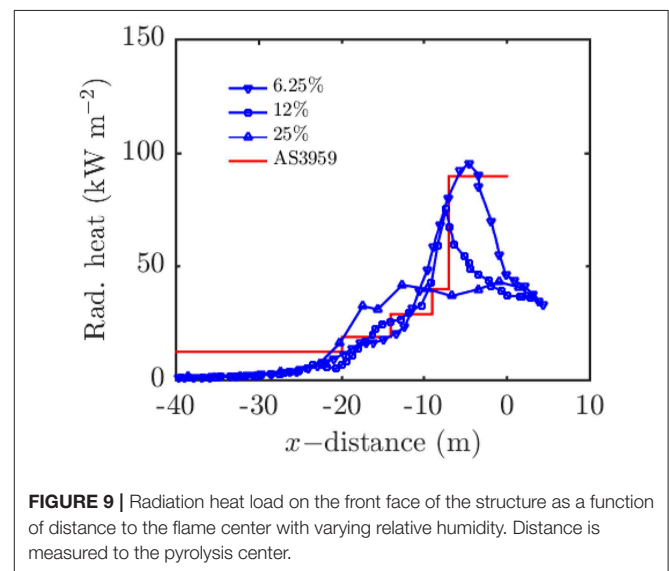 150
100
50
0
Rad. heat (kW m−2)
6.25%
12%
25%
AS3959
-40 -30 -20 -10 0 10
x−distance (m)
FIGURE 9 | Radiation heat load on the front face of the structure as a function
of distance to the flame center with varying relative humidity. Distance is
measured to the pyrolysis center.